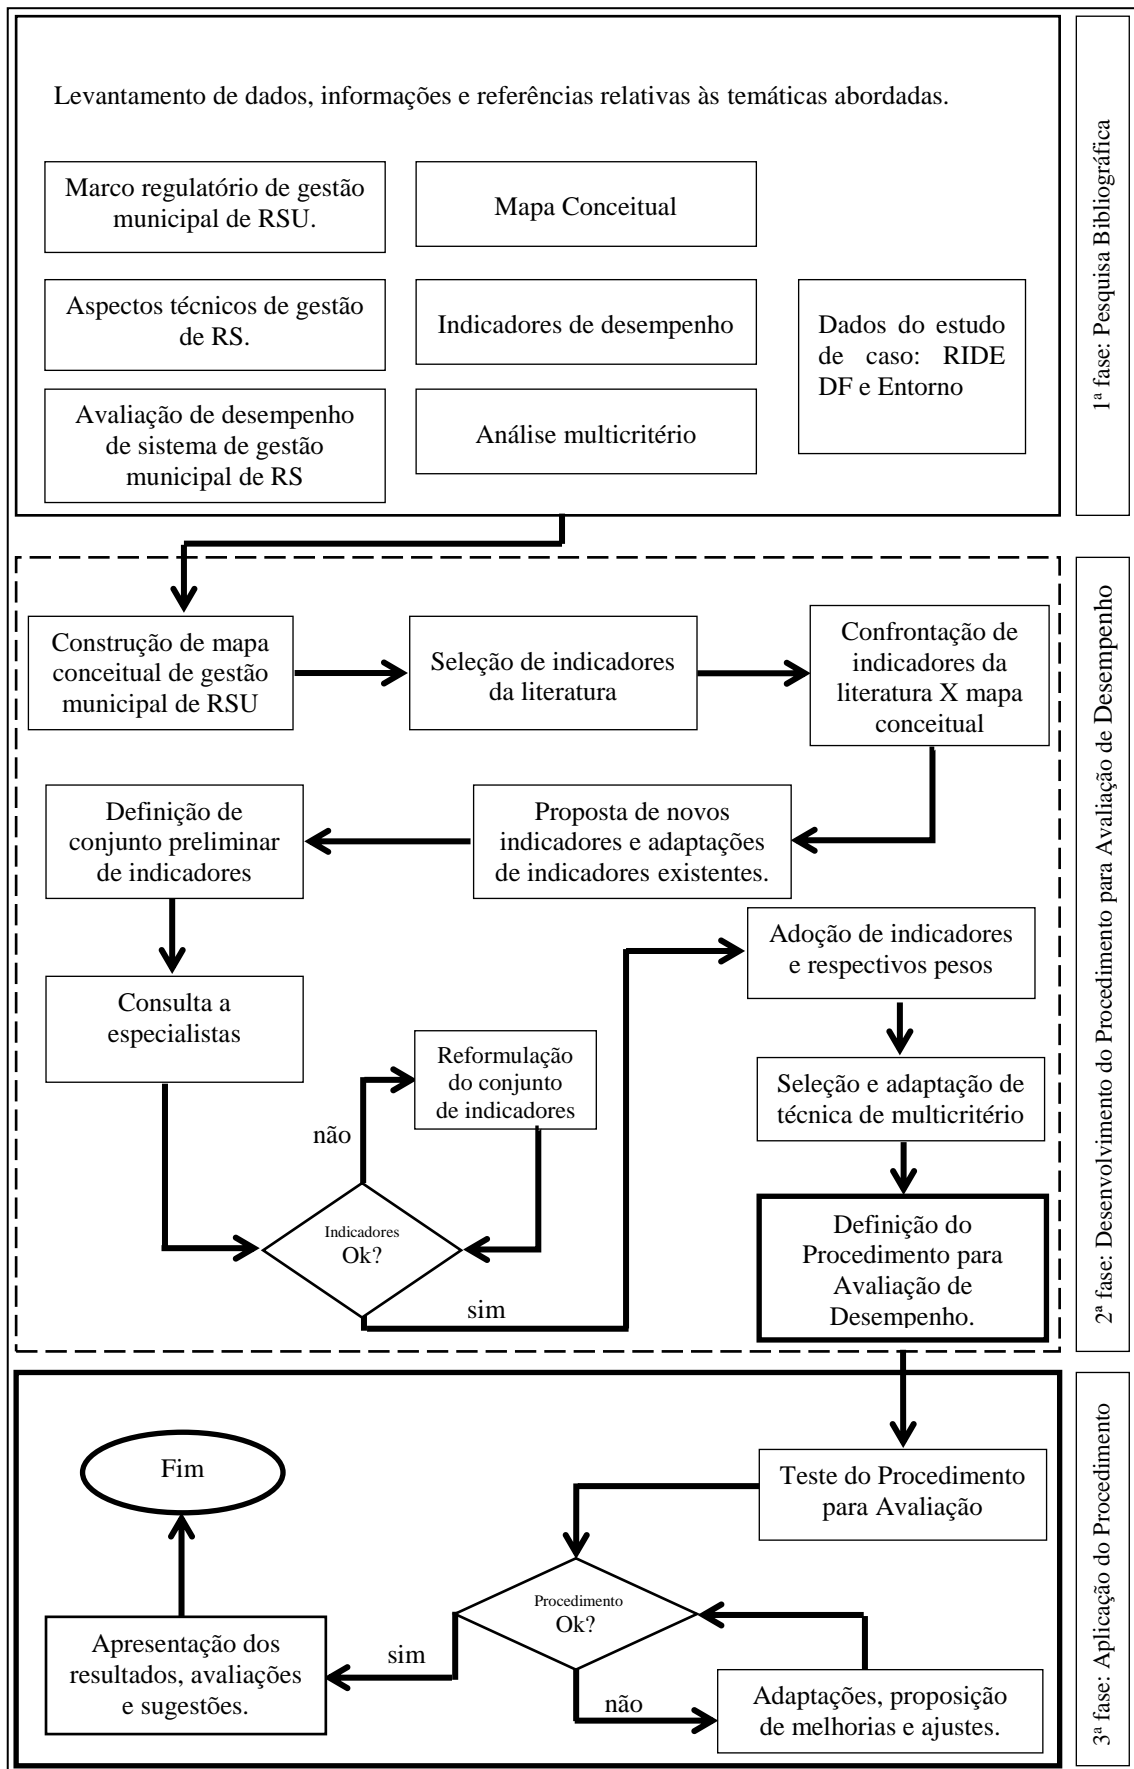 Levantamento de dados, informações e referências relativas às temáticas abordadas.
Marco regulatório de gestão
municipal de RSU.
Mapa Conceitual
Aspectos técnicos de gestão
de RS.
Indicadores de desempenho
Dados do estudo
de caso: RIDE
DF e Entorno
Avaliação de desempenho
de sistema de gestão
municipal de RS
Análise multicritério
1ª fase: Pesquisa Bibliográfica
Construção de mapa
conceitual de gestão
municipal de RSU
Seleção de indicadores
da literatura
Confrontação de
indicadores da
literatura X mapa
conceitual
Proposta de novos
indicadores e adaptações
de indicadores existentes.
Definição de
conjunto preliminar
de indicadores
Consulta a
especialistas
Indicadores
Ok?
não
Reformulação
do conjunto
de indicadores
sim
Adoção de indicadores
e respectivos pesos
Seleção e adaptação de
técnica de multicritério
Definição do
Procedimento para
Avaliação de
Desempenho.
2ª fase: Desenvolvimento do Procedimento para Avaliação de Desempenho
Teste do Procedimento
para Avaliação
Procedimento
Ok?
não
Adaptações, proposição
de melhorias e ajustes.
sim
Apresentação dos
resultados, avaliações
e sugestões.
Fim
3ª fase: Aplicação do Procedimento